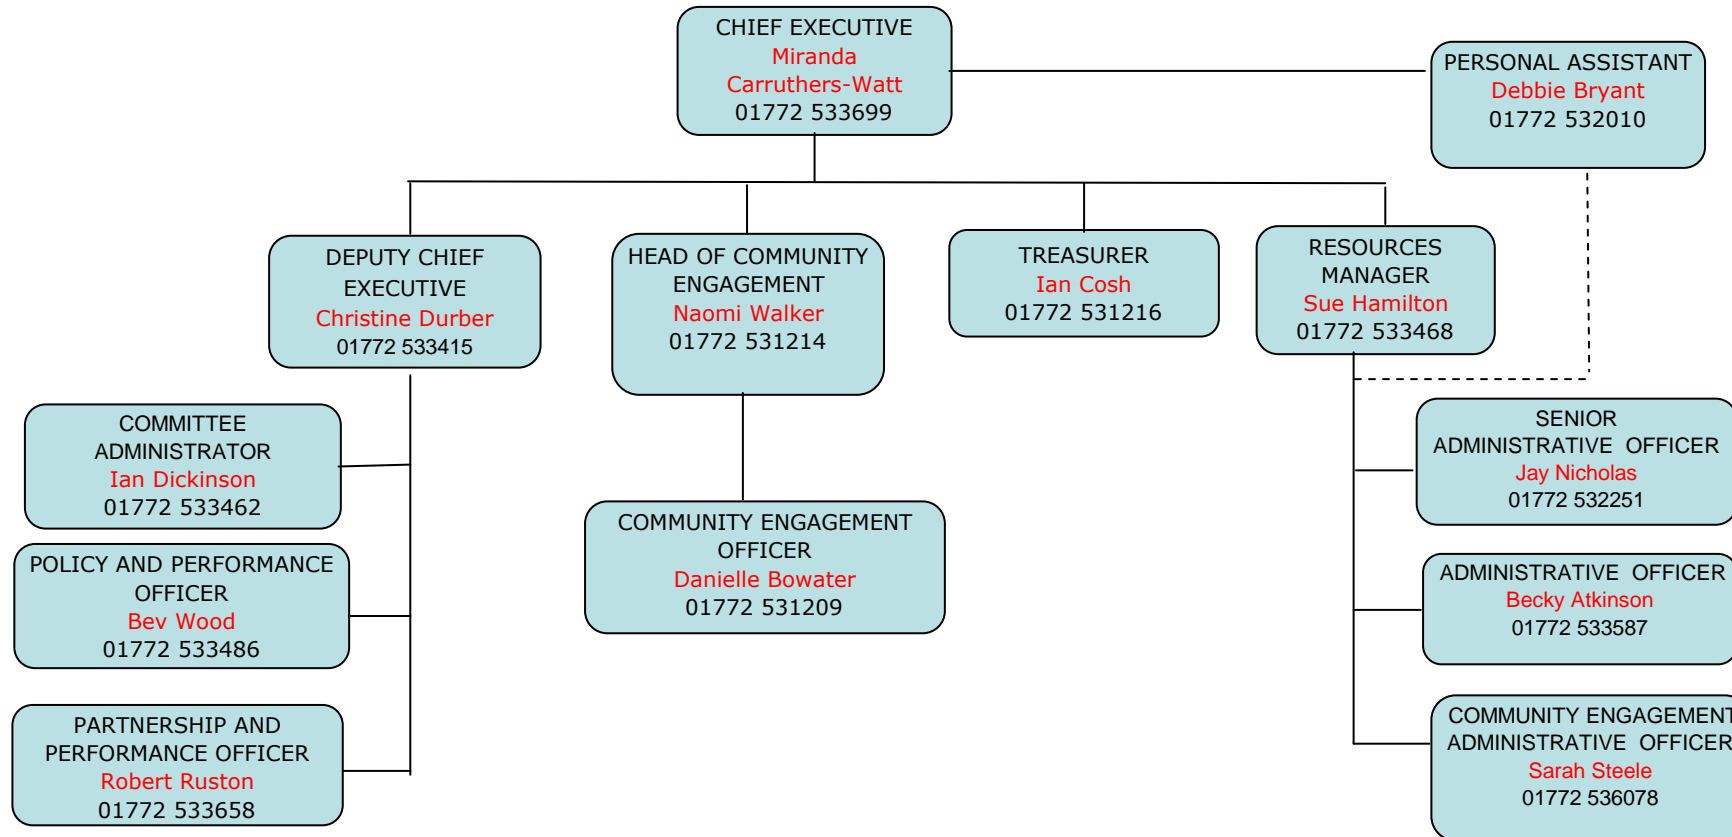 CHIEF EXECUTIVE
Miranda
Carruthers-Watt
01772 533699
PERSONAL ASSISTANT
Debbie Bryant
01772 532010
DEPUTY CHIEF
EXECUTIVE
Christine Durber
01772 533415
HEAD OF COMMUNITY
ENGAGEMENT
Naomi Walker
01772 531214
TREASURER
Ian Cosh
01772 531216
RESOURCES
MANAGER
Sue Hamilton
01772 533468
COMMITTEE
ADMINISTRATOR
Ian Dickinson
01772 533462
POLICY AND PERFORMANCE
OFFICER
Bev Wood
01772 533486
PARTNERSHIP AND
PERFORMANCE OFFICER
Robert Ruston
01772 533658
COMMUNITY ENGAGEMENT
OFFICER
Danielle Bowater
01772 531209
SENIOR
ADMINISTRATIVE OFFICER
Jay Nicholas
01772 532251
ADMINISTRATIVE OFFICER
Becky Atkinson
01772 533587
COMMUNITY ENGAGEMENT
ADMINISTRATIVE OFFICER
Sarah Steele
01772 536078